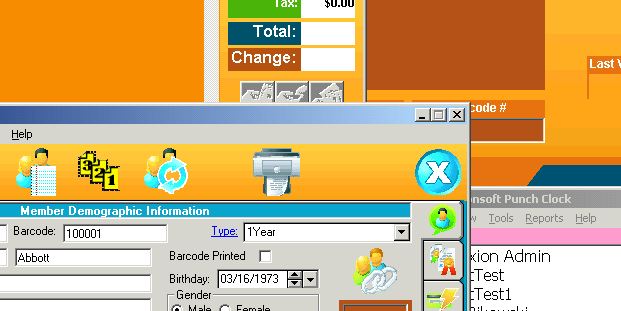 Tax: $0.00
Total:
Change:
Last
Help
Member Demographic Information
Barcode: 100001 Type: 1Year
Abbott
Barcode Printed
Birthday: 03/16/1973
Gender
Male Female
ode #
nsoft Punch Clock
Tools Reports Help
xion Admin
Test
Test1